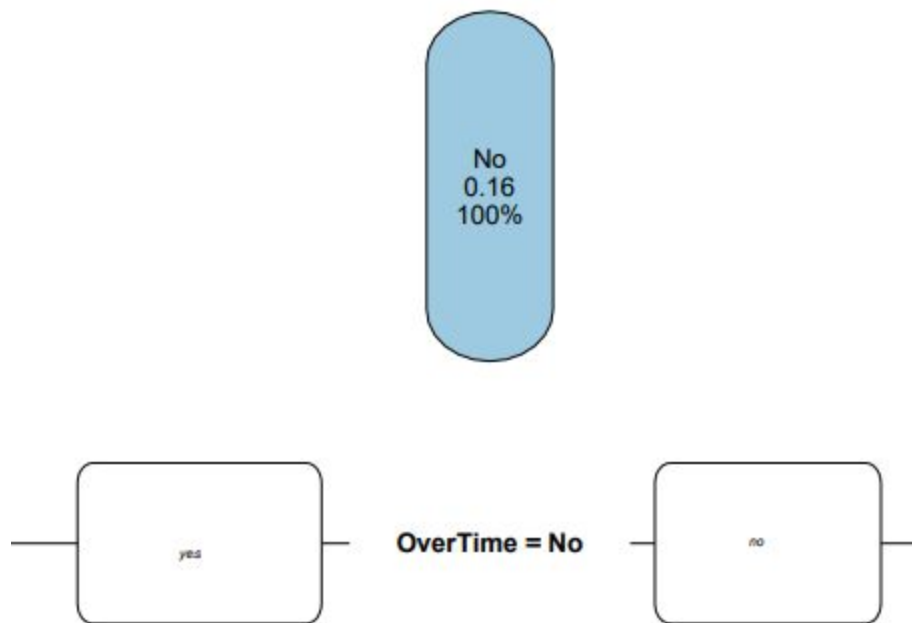 No
0.16
100%
yes
OverTime = No
no